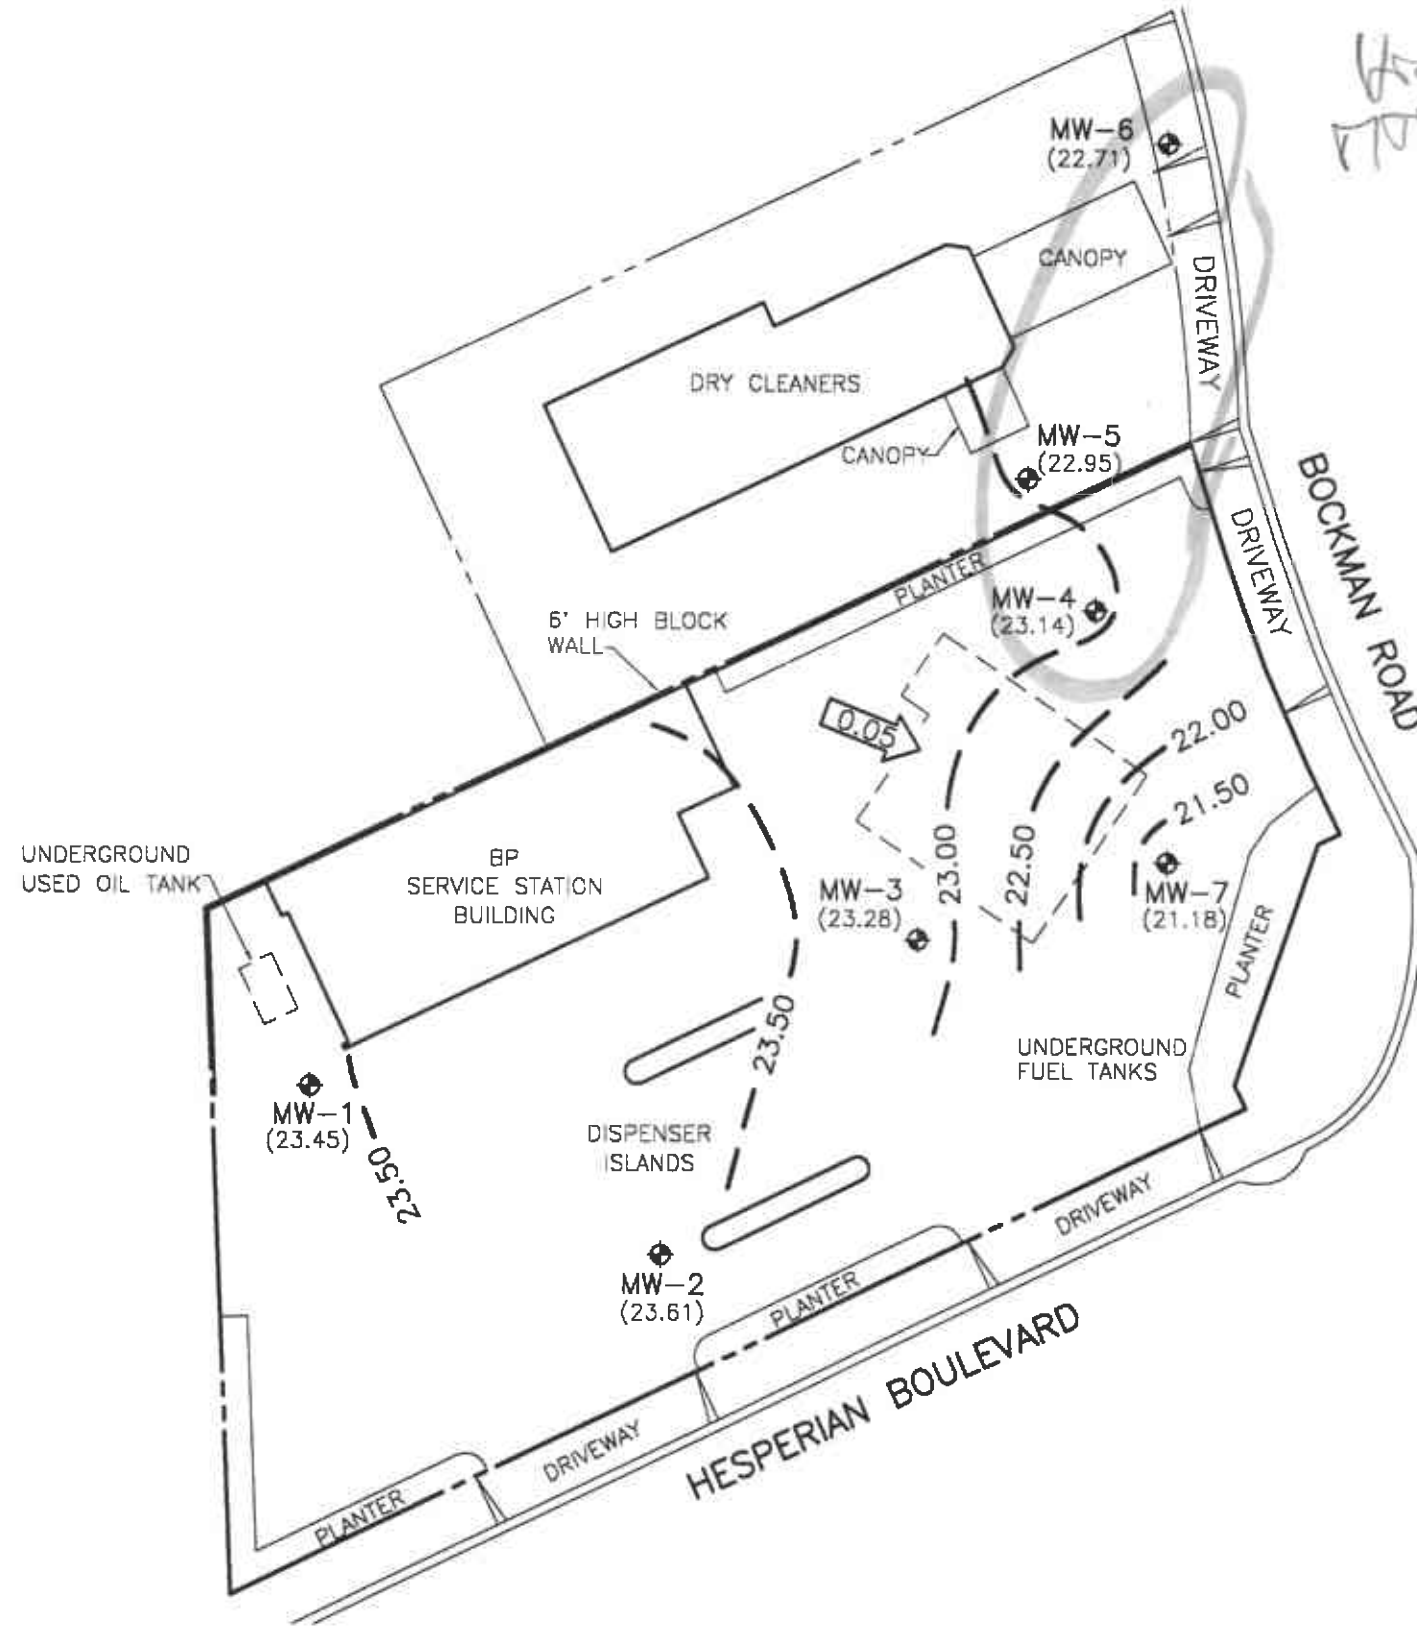 MW-6
(22.71)
CANOPY
DRIVEWAY
DRY CLEANERS
CANOPY
MW-5
(22.95)
BOCKMAN ROAD
DRIVEWAY
PLANTER
MW-4
(23.14)
6' HIGH BLOCK
WALL
0.05
22.00
21.50
23.00
22.50
UNDERGROUND
USED OIL TANK
BP
SERVICE STATION
BUILDING
MW-3
(23.28)
MW-7
(21.18)
PLANTER
23.50
UNDERGROUND
FUEL TANKS
MW-1
(23.45)
23.50
DISPENSER
ISLANDS
DRIVEWAY
MW-2
(23.61)
PLANTER
HESPERIAN BOULEVARD
DRIVEWAY
PLANTER